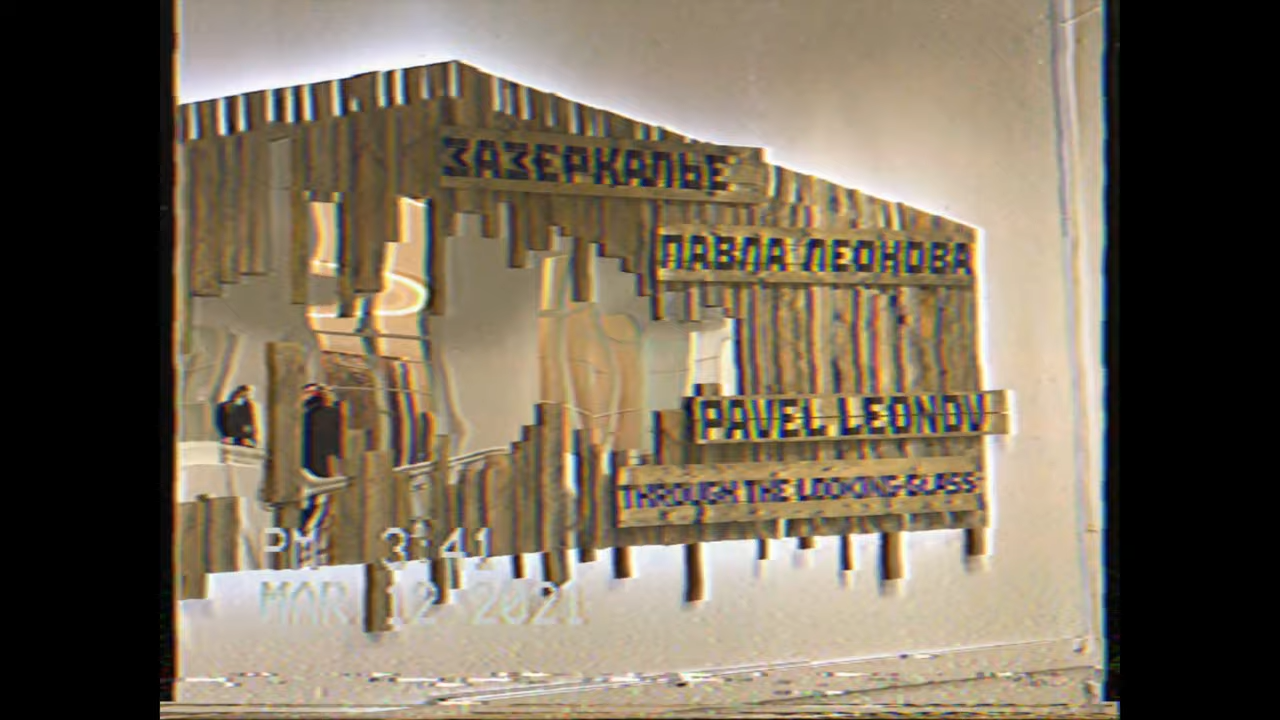 ЗАЗЕРКАЛЬЕ
ПАВЛА ЛЕОНОВА
PAVEL LEONOV
THROUGH THE LOOKING-GLASS
PM 3:41
MAR. 12 2021